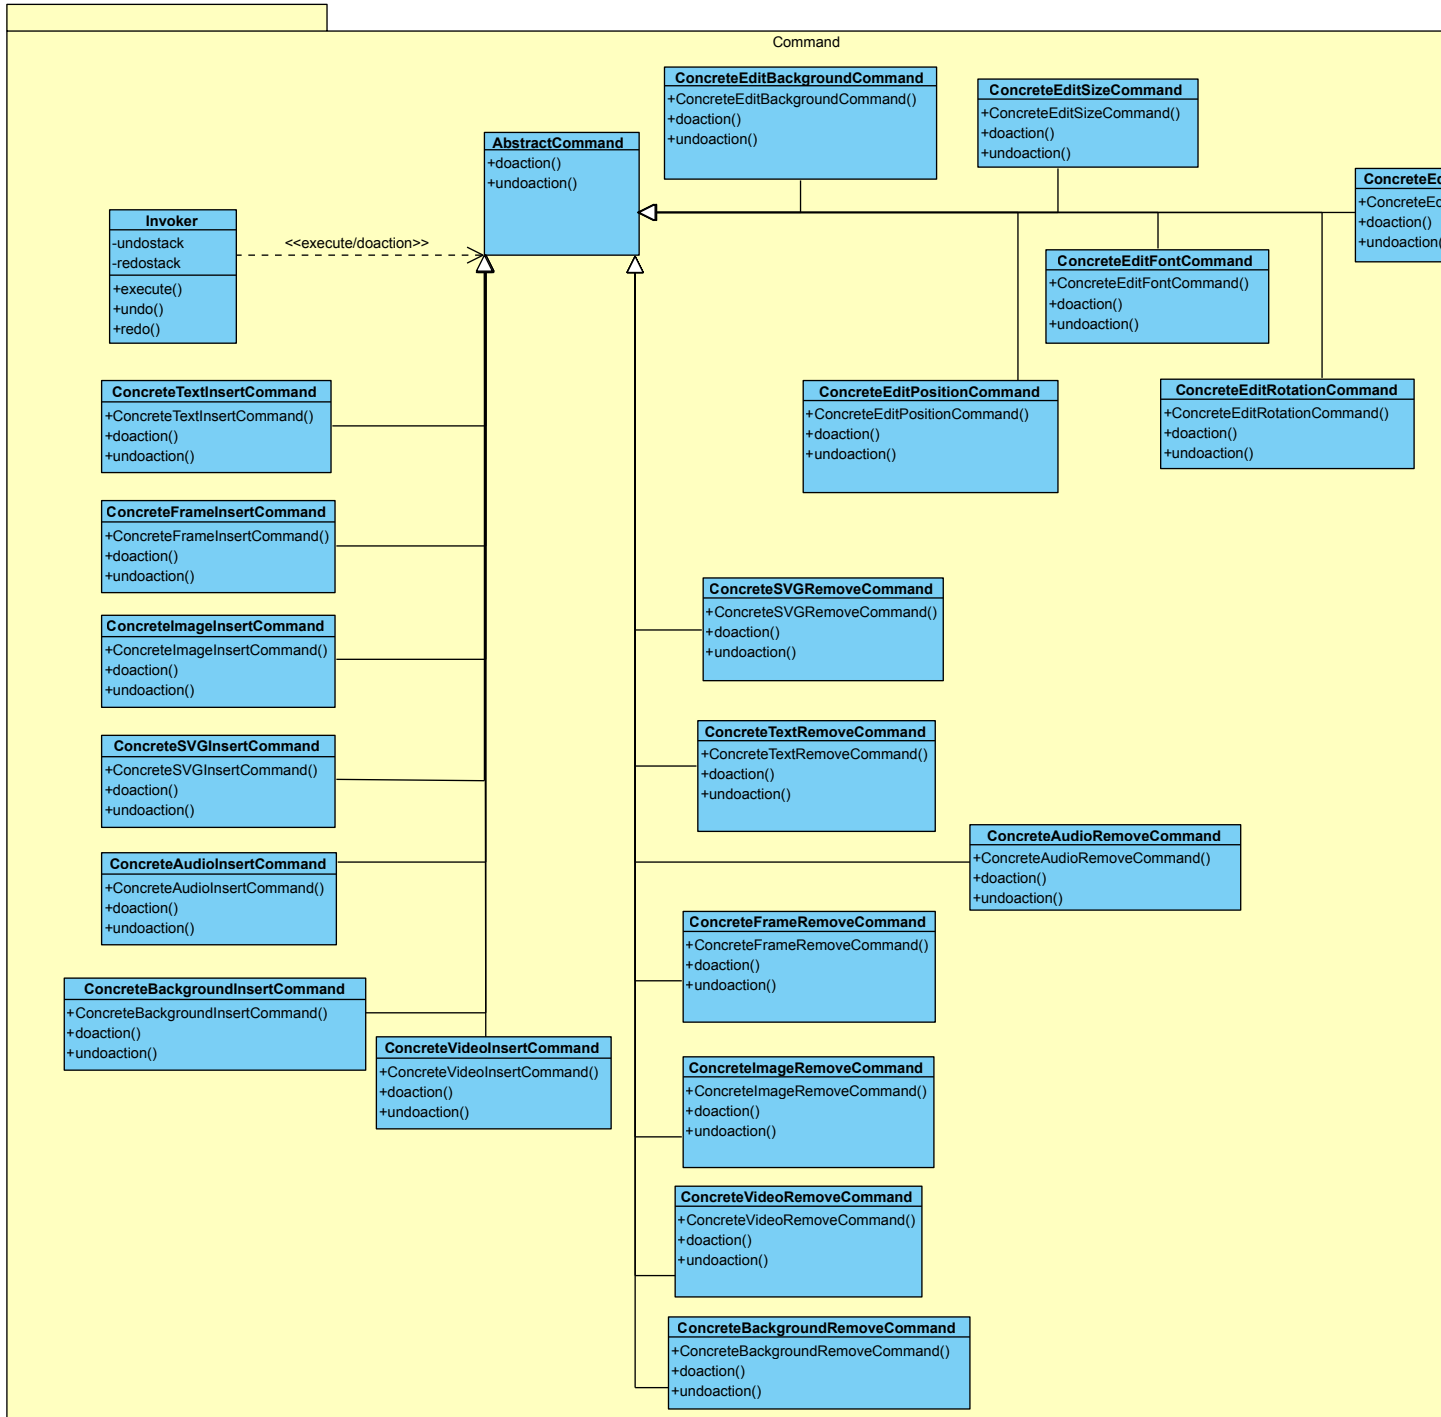 Command
ConcreteEditBackgroundCommand
+ConcreteEditBackgroundCommand()
+doaction()
+undoaction()
ConcreteEditSizeCommand
+ConcreteEditSizeCommand()
+doaction()
+undoaction()
AbstractCommand
+doaction()
+undoaction()
ConcreteEd
+ConcreteEd
+doaction()
+undoaction(
Invoker
-undostack
-redostack
+execute()
+undo()
+redo()
<<execute/doaction>>
ConcreteEditFontCommand
+ConcreteEditFontCommand()
+doaction()
+undoaction()
ConcreteEditPositionCommand
+ConcreteEditPositionCommand()
+doaction()
+undoaction()
ConcreteEditRotationCommand
+ConcreteEditRotationCommand()
+doaction()
+undoaction()
ConcreteTextInsertCommand
+ConcreteTextInsertCommand()
+doaction()
+undoaction()
ConcreteFrameInsertCommand
+ConcreteFrameInsertCommand()
+doaction()
+undoaction()
ConcreteImageInsertCommand
+ConcreteImageInsertCommand()
+doaction()
+undoaction()
ConcreteSVGInsertCommand
+ConcreteSVGInsertCommand()
+doaction()
+undoaction()
ConcreteAudioInsertCommand
+ConcreteAudioInsertCommand()
+doaction()
+undoaction()
ConcreteBackgroundInsertCommand
+ConcreteBackgroundInsertCommand()
+doaction()
+undoaction()
ConcreteVideoInsertCommand
+ConcreteVideoInsertCommand()
+doaction()
+undoaction()
ConcreteSVGRemoveCommand
+ConcreteSVGRemoveCommand()
+doaction()
+undoaction()
ConcreteTextRemoveCommand
+ConcreteTextRemoveCommand()
+doaction()
+undoaction()
ConcreteAudioRemoveCommand
+ConcreteAudioRemoveCommand()
+doaction()
+undoaction()
ConcreteFrameRemoveCommand
+ConcreteFrameRemoveCommand()
+doaction()
+undoaction()
ConcreteImageRemoveCommand
+ConcreteImageRemoveCommand()
+doaction()
+undoaction()
ConcreteVideoRemoveCommand
+ConcreteVideoRemoveCommand()
+doaction()
+undoaction()
ConcreteBackgroundRemoveCommand
+ConcreteBackgroundRemoveCommand()
+doaction()
+undoaction()